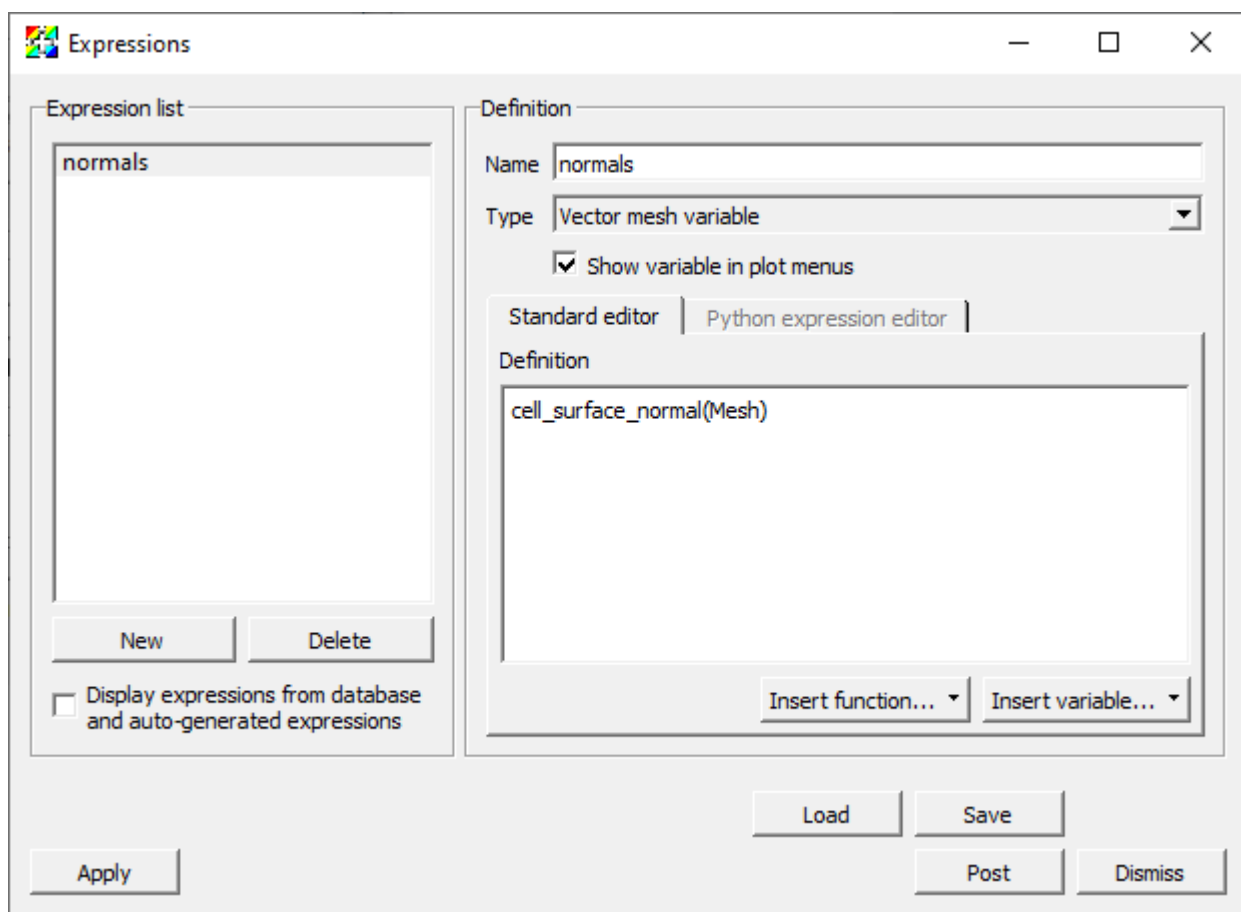 Expressions
Expression list
normals
New
Delete
Display expressions from database
and auto-generated expressions
Definition
Name normals
Type Vector mesh variable
Show variable in plot menus
Standard editor
Python expression editor
Definition
cell_surface_normal(Mesh)
Insert function...
Insert variable...
Load
Save
Apply
Post
Dismiss